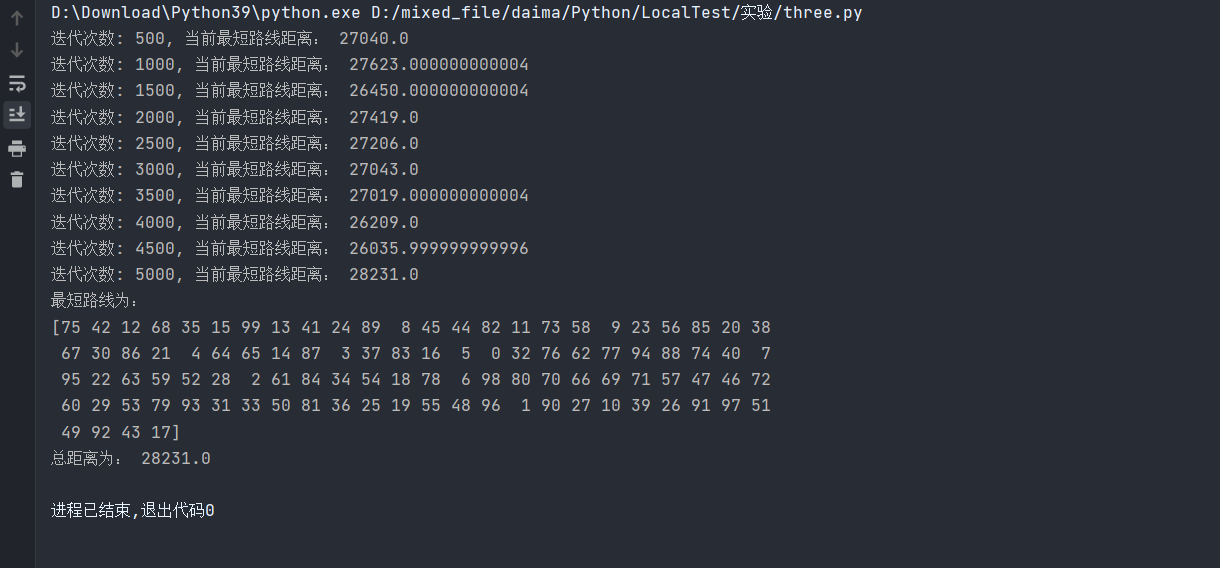 D:\Download\Python39\python.exe D:/mixed_file/daima/Python/LocalTest/实验/three.py
迭代次数: 500, 当前最短路线距离: 27040.0
迭代次数: 1000, 当前最短路线距离: 27623.000000000004
迭代次数: 1500, 当前最短路线距离: 26450.000000000004
迭代次数: 2000, 当前最短路线距离: 27419.0
迭代次数: 2500, 当前最短路线距离: 27206.0
迭代次数: 3000, 当前最短路线距离: 27043.0
迭代次数: 3500, 当前最短路线距离: 27019.000000000004
迭代次数: 4000, 当前最短路线距离: 26209.0
迭代次数: 4500, 当前最短路线距离: 26035.999999999996
迭代次数: 5000, 当前最短路线距离: 28231.0
最短路线为:
[75 42 12 68 35 15 99 13 41 24 89  8 45 44 82 11 73 58  9 23 56 85 20 38
 67 30 86 21  4 64 65 14 87  3 37 83 16  5  0 32 76 62 77 94 88 74 40  7
 95 22 63 59 52 28  2 61 84 34 54 18 78  6 98 80 70 66 69 71 57 47 46 72
 60 29 53 79 93 31 33 50 81 36 25 19 55 48 96  1 90 27 10 39 26 91 97 51
 49 92 43 17]
总距离为: 28231.0
进程已结束,退出代码0